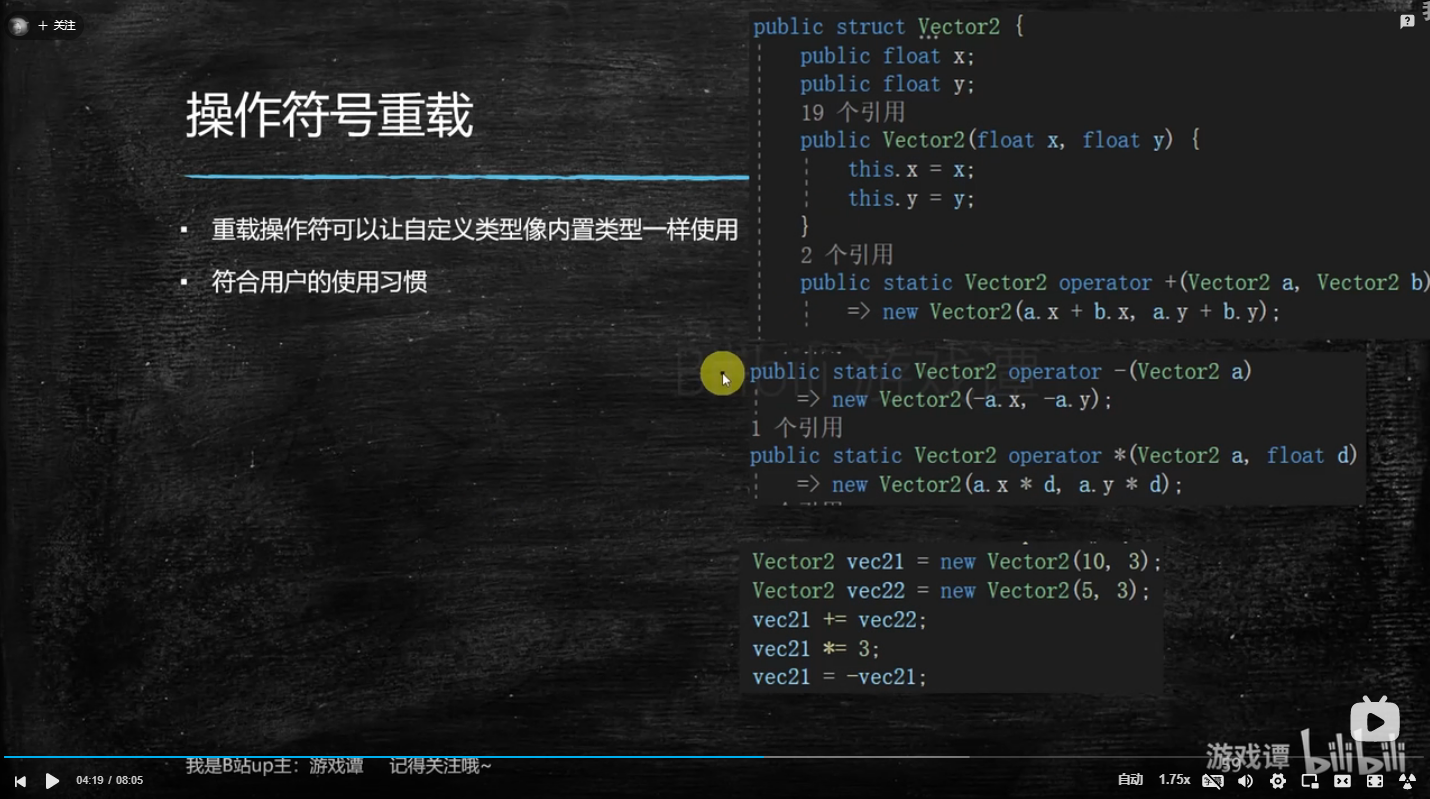 + 关注
操作符号重载
▪ 重载操作符可以让自定义类型像内置类型一样使用
▪ 符合用户的使用习惯
public struct Vector2 {
public float x;
public float y;
19 个引用
public Vector2(float x, float y) {
this.x = x;
this.y = y;
}
2 个引用
public static Vector2 operator +(Vector2 a, Vector2 b)
=> new Vector2(a.x + b.x, a.y + b.y);
public static Vector2 operator -(Vector2 a)
=> new Vector2(-a.x, -a.y);
1 个引用
public static Vector2 operator *(Vector2 a, float d)
=> new Vector2(a.x * d, a.y * d);
Vector2 vec21 = new Vector2(10, 3);
Vector2 vec22 = new Vector2(5, 3);
vec21 += vec22;
vec21 *= 3;
vec21 = -vec21;
我是B站up主：游戏谭 记得关注哦~
游戏谭 bilibili
04:19 / 08:05
自动 1.75x